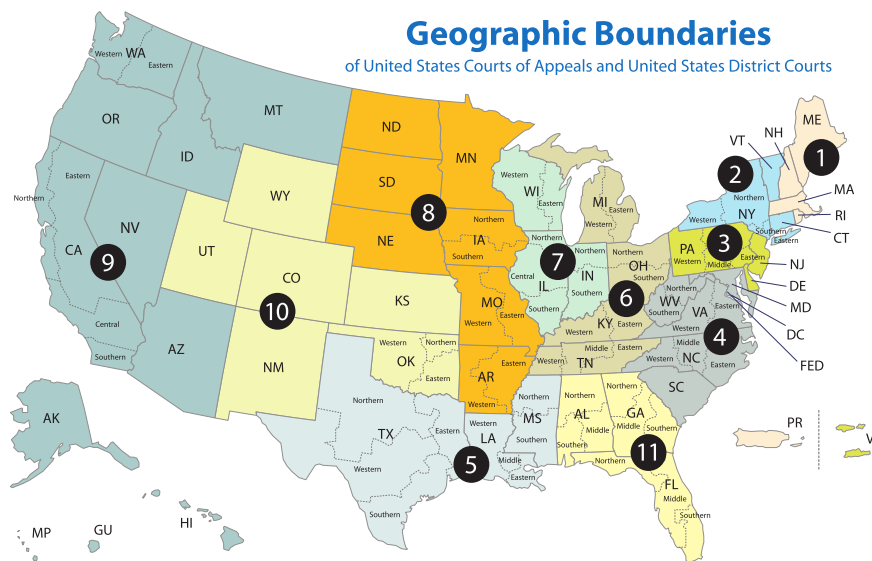 Geographic Boundaries
of United States Courts of Appeals and United States District Courts
Western WA Eastern
OR
ID
MT
ND
MN
SD
8
NE
IA
Northern
Southern
WY
NV
UT
CO
10
KS
Northern
Eastern
CA
9
Central
Southern
AZ
NM
OK
Western
Northern
Eastern
MO
Western
Eastern
AR
Eastern
Western
TX
Northern
Eastern
Western
Southern
5
LA
Western
Middle
Eastern
MS
Northern
Southern
WI
Western
Eastern
7
IL
Northern
Central
Southern
IN
Northern
Southern
MI
Western
Eastern
OH
Northern
Southern
6
KY
Western
Eastern
TN
Western
Middle
Eastern
AL
Northern
Middle
Southern
GA
Northern
Middle
Southern
11
FL
Northern
Middle
Southern
SC
NC
Western
Middle
Eastern
4
VA
Western
Eastern
WV
Northern
Southern
PA
Western
Middle
Eastern
3
NY
Northern
Western
Southern
Eastern
2
VT
NH
ME
1
MA
RI
CT
NJ
DE
MD
DC
FED
PR
V
AK
HI
GU
MP